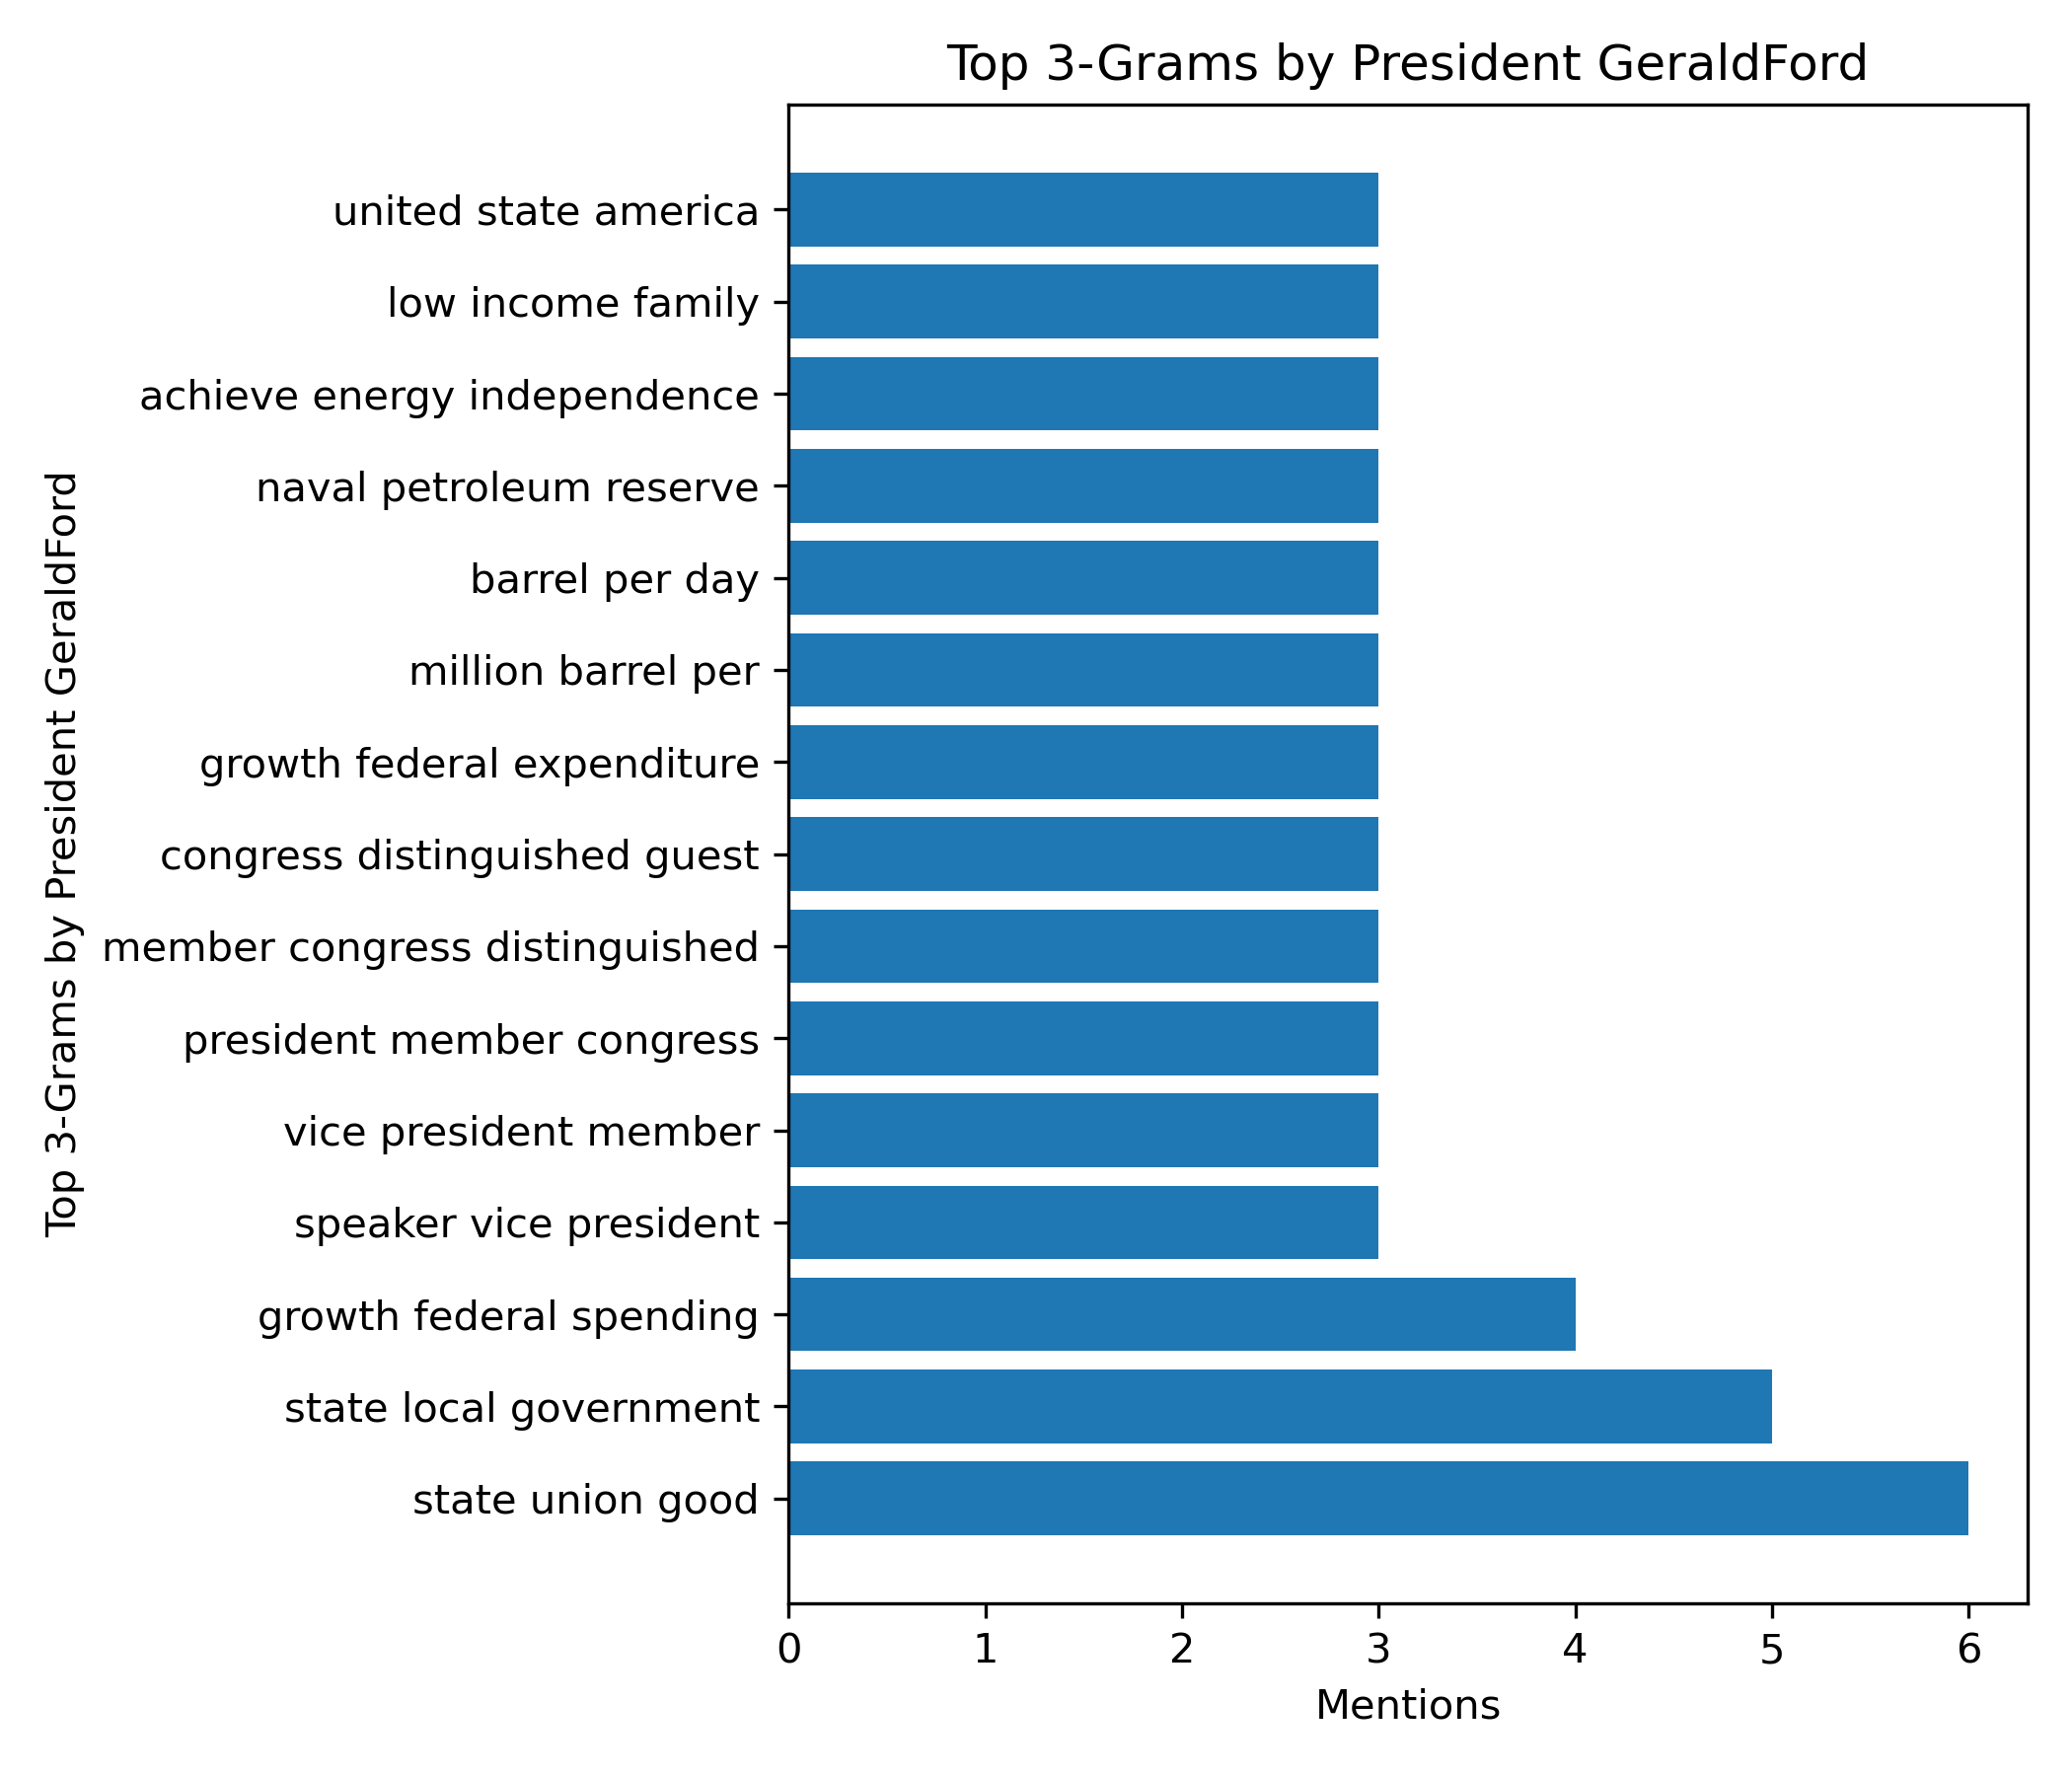 Top 3-Grams by President GeraldFord
Top 3-Grams by President GeraldFord
united state america
low income family
achieve energy independence
naval petroleum reserve
barrel per day
million barrel per
growth federal expenditure
congress distinguished guest
member congress distinguished
president member congress
vice president member
speaker vice president
growth federal spending
state local government
state union good
0 1 2 3 4 5 6
Mentions